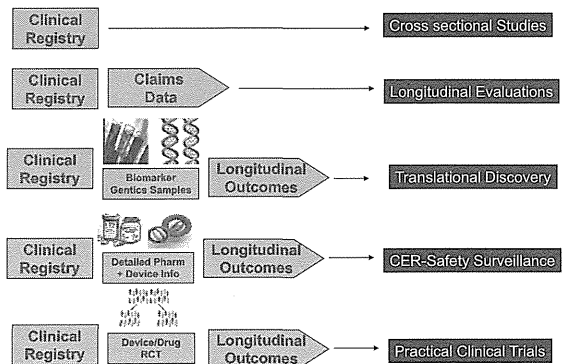 Clinical
Registry
Cross sectional Studies
Clinical
Registry
Claims
Data
Longitudinal Evaluations
Clinical
Registry
Biomarker
Gentics Samples
Longitudinal
Outcomes
Translational Discovery
Clinical
Registry
Detailed Pharm
+ Device Info
Longitudinal
Outcomes
CER-Safety Surveillance
Clinical
Registry
Device/Drug
RCT
Longitudinal
Outcomes
Practical Clinical Trials